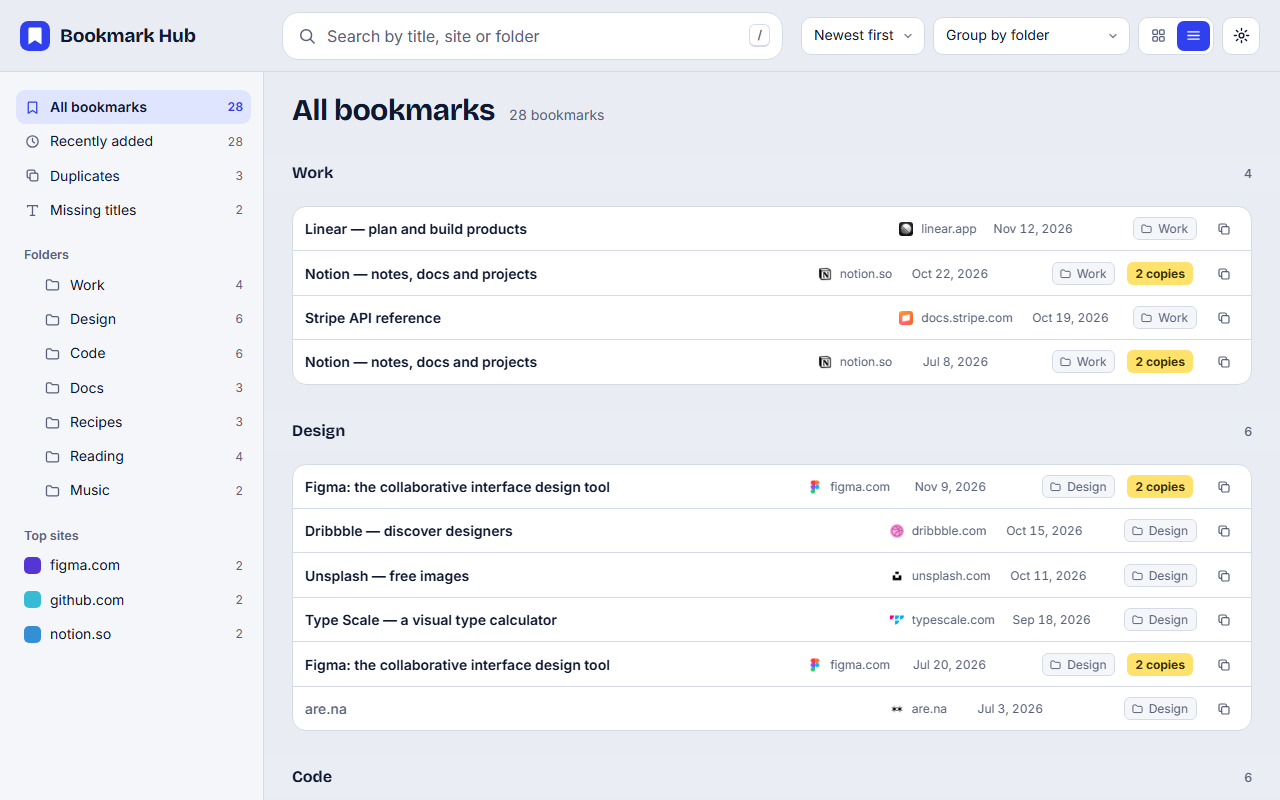 Bookmark Hub
Search by title, site or folder
/
Newest first
Group by folder
All bookmarks 28
Recently added 28
Duplicates 3
Missing titles 2
Folders
Work 4
Design 6
Code 6
Docs 3
Recipes 3
Reading 4
Music 2
Top sites
figma.com 2
github.com 2
notion.so 2
All bookmarks 28 bookmarks
Work 4
Linear — plan and build products linear.app Nov 12, 2026 Work
Notion — notes, docs and projects notion.so Oct 22, 2026 Work 2 copies
Stripe API reference docs.stripe.com Oct 19, 2026 Work
Notion — notes, docs and projects notion.so Jul 8, 2026 Work 2 copies
Design 6
Figma: the collaborative interface design tool figma.com Nov 9, 2026 Design 2 copies
Dribbble — discover designers dribbble.com Oct 15, 2026 Design
Unsplash — free images unsplash.com Oct 11, 2026 Design
Type Scale — a visual type calculator typescale.com Sep 18, 2026 Design
Figma: the collaborative interface design tool figma.com Jul 20, 2026 Design 2 copies
are.na are.na Jul 3, 2026 Design
Code 6